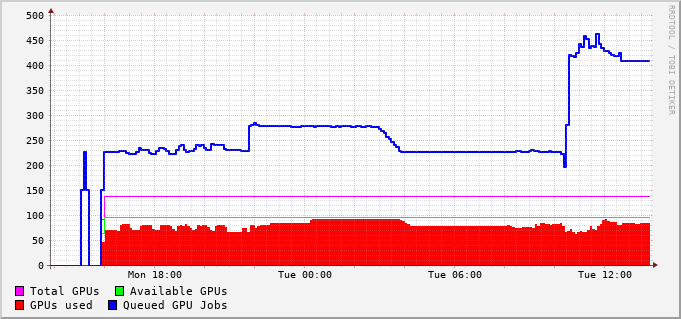 500
450
400
350
300
250
200
150
100
50
0
Mon 18:00 Tue 00:00 Tue 06:00 Tue 12:00
Total GPUs Available GPUs
GPUs used Queued GPU Jobs
RRDTOOL / TOBI OETIKER